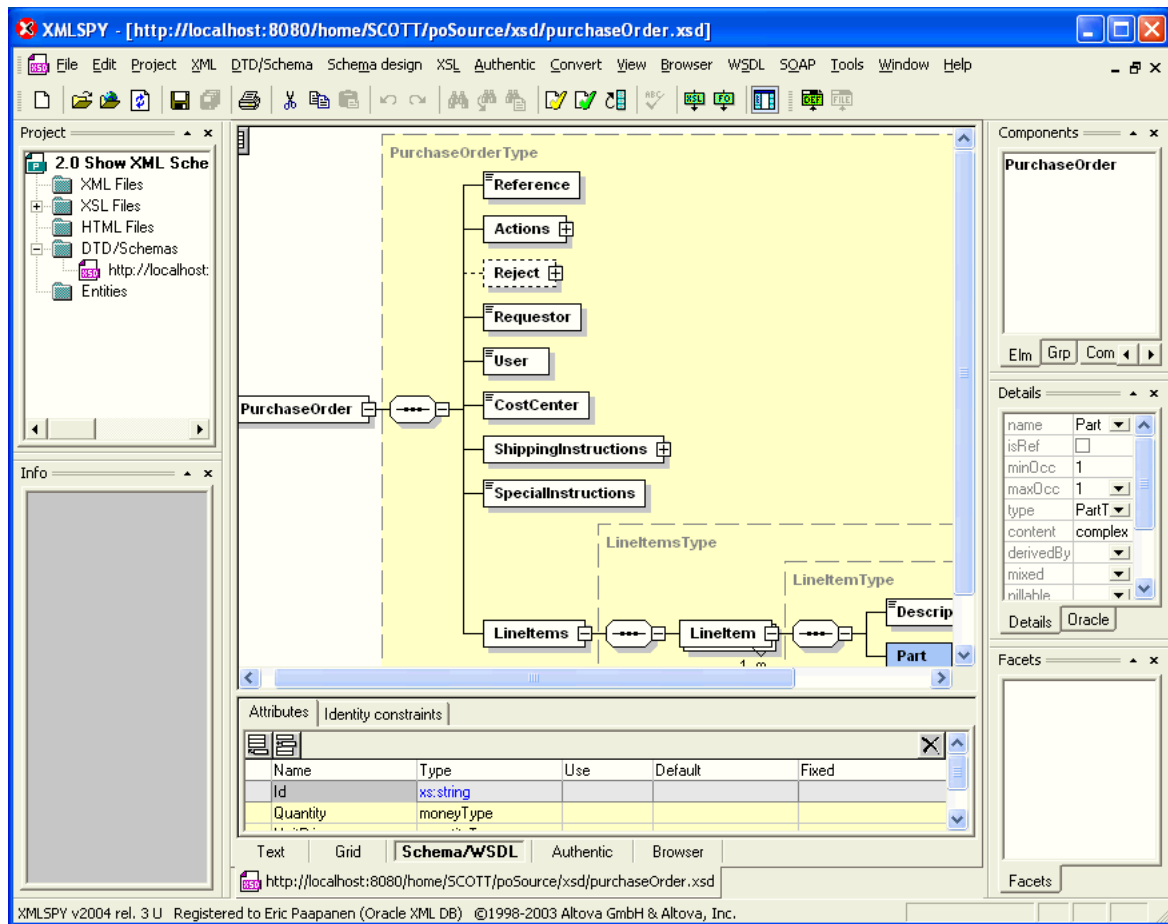 XMLSPY - [http://localhost:8080/home/SCOTT/poSource/xsd/purchaseOrder.xsd]
File Edit Project XML DTD/Schema Schema design XSL Authentic Convert View Browser WSDL SOAP Tools Window Help
Project
2.0 Show XML Sche
XML Files
XSL Files
HTML Files
DTD/Schemas
http://localhost:
Entities
Info
PurchaseOrderType
Reference
Actions
Reject
Requestor
User
PurchaseOrder
CostCenter
ShippingInstructions
SpecialInstructions
LineItemsType
LineItemType
LineItems
LineItem
Descrip
Part
Attributes Identity constraints
Name Type Use Default Fixed
Id xs:string
Quantity moneyType
Text Grid Schema/WSDL Authentic Browser
http://localhost:8080/home/SCOTT/poSource/xsd/purchaseOrder.xsd
Components
PurchaseOrder
Elm Grp Com
Details
name Part
isRef
minOcc 1
maxOcc 1
type PartT
content complex
derivedBy
mixed
nillable
Details Oracle
Facets
Facets
XMLSPY v2004 rel. 3 U Registered to Eric Paapanen (Oracle XML DB) ©1998-2003 Altova GmbH & Altova, Inc.